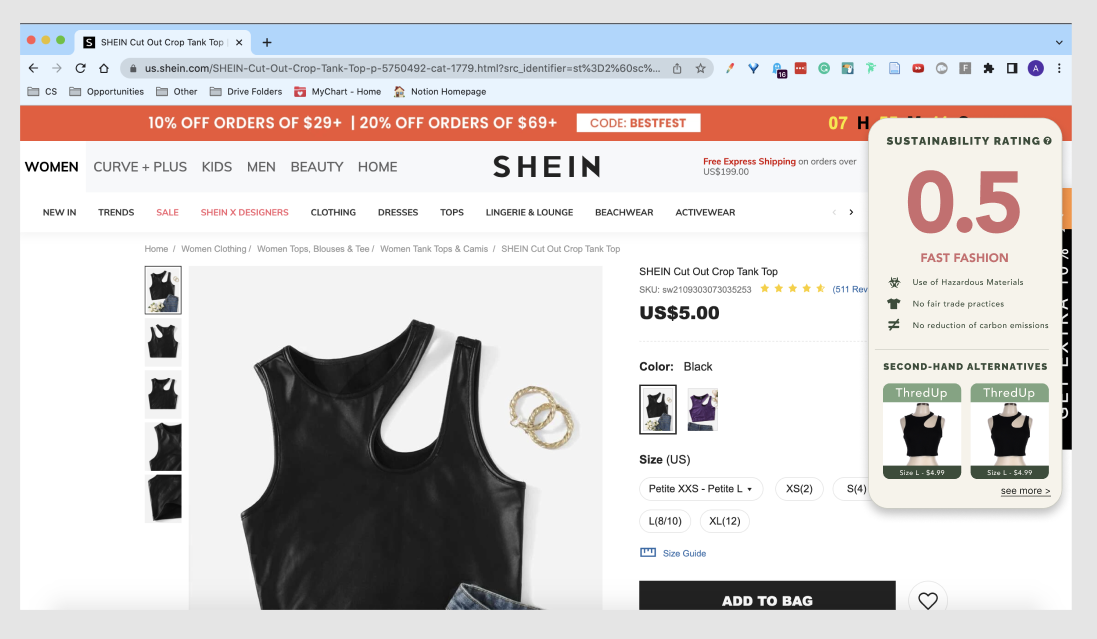 S SHEIN Cut Out Crop Tank Top
us.shein.com/SHEIN-Cut-Out-Crop-Tank-Top-p-5750492-cat-1779.html?src_identifier=st%3D2%60sc%...
16
F
A
CS Opportunities Other Drive Folders MyChart - Home Notion Homepage
10% OFF ORDERS OF $29+ | 20% OFF ORDERS OF $69+ CODE: BESTFEST 07 H
WOMEN CURVE + PLUS KIDS MEN BEAUTY HOME
SHEIN
Free Express Shipping on orders over
US$199.00
NEW IN TRENDS SALE SHEIN X DESIGNERS CLOTHING DRESSES TOPS LINGERIE & LOUNGE BEACHWEAR ACTIVEWEAR
Home / Women Clothing / Women Tops, Blouses & Tee / Women Tank Tops & Camis / SHEIN Cut Out Crop Tank Top
SHEIN Cut Out Crop Tank Top
SKU: sw2109303073035253 (511 Rev
US$5.00
Color: Black
Size (US)
Petite XXS - Petite L XS(2) S(4)
L(8/10) XL(12)
Size Guide
ADD TO BAG
SUSTAINABILITY RATING ?
0.5
FAST FASHION
Use of Hazardous Materials
No fair trade practices
No reduction of carbon emissions
SECOND-HAND ALTERNATIVES
ThredUp ThredUp
Size L - $4.99 Size L - $4.99
see more >